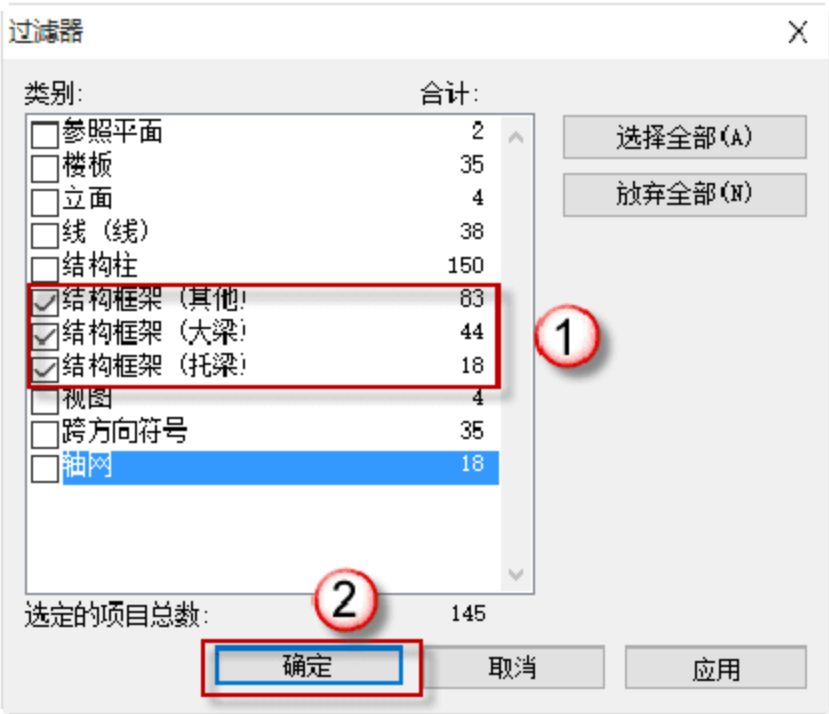 过滤器
类别: 合计:
参照平面 2
楼板 35
立面 4
线 (线) 38
结构柱 150
结构框架 (其他) 83
结构框架 (大梁) 44
结构框架 (托梁) 18
视图 4
跨方向符号 35
轴网 18
选择全部(A)
放弃全部(N)
1
选定的项目总数: 145
2
确定 取消 应用